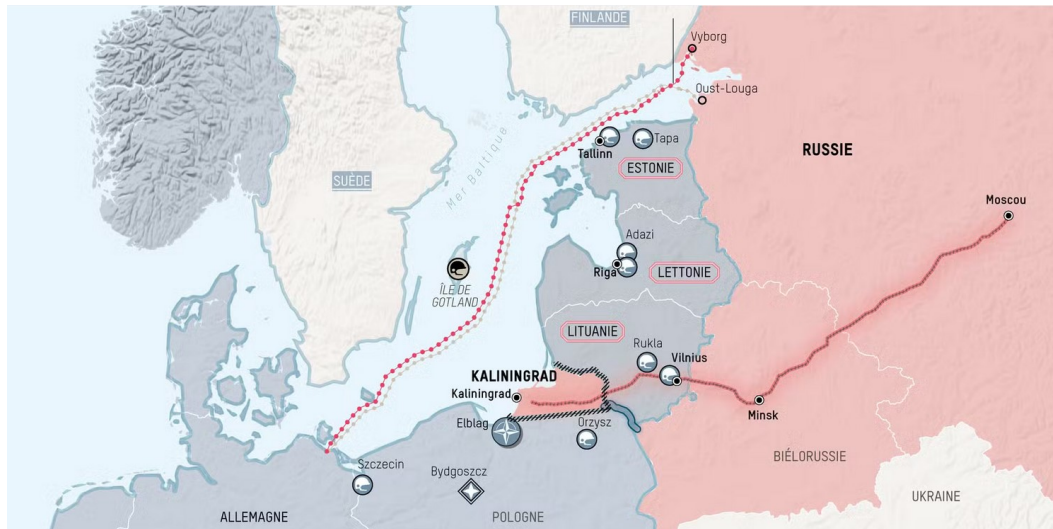 FINLANDE
Vyborg
Oust-Louga
Tallinn
Tapa
RUSSIE
ESTONIE
SUÈDE
Mer Baltique
Moscou
Adazi
Riga
LETTONIE
ÎLE DE
GOTLAND
LITUANIE
Rukla
Vilnius
KALININGRAD
Kaliningrad
Minsk
Elblag
Orzysz
BIÉLORUSSIE
Szczecin
Bydgoszcz
UKRAINE
ALLEMAGNE
POLOGNE